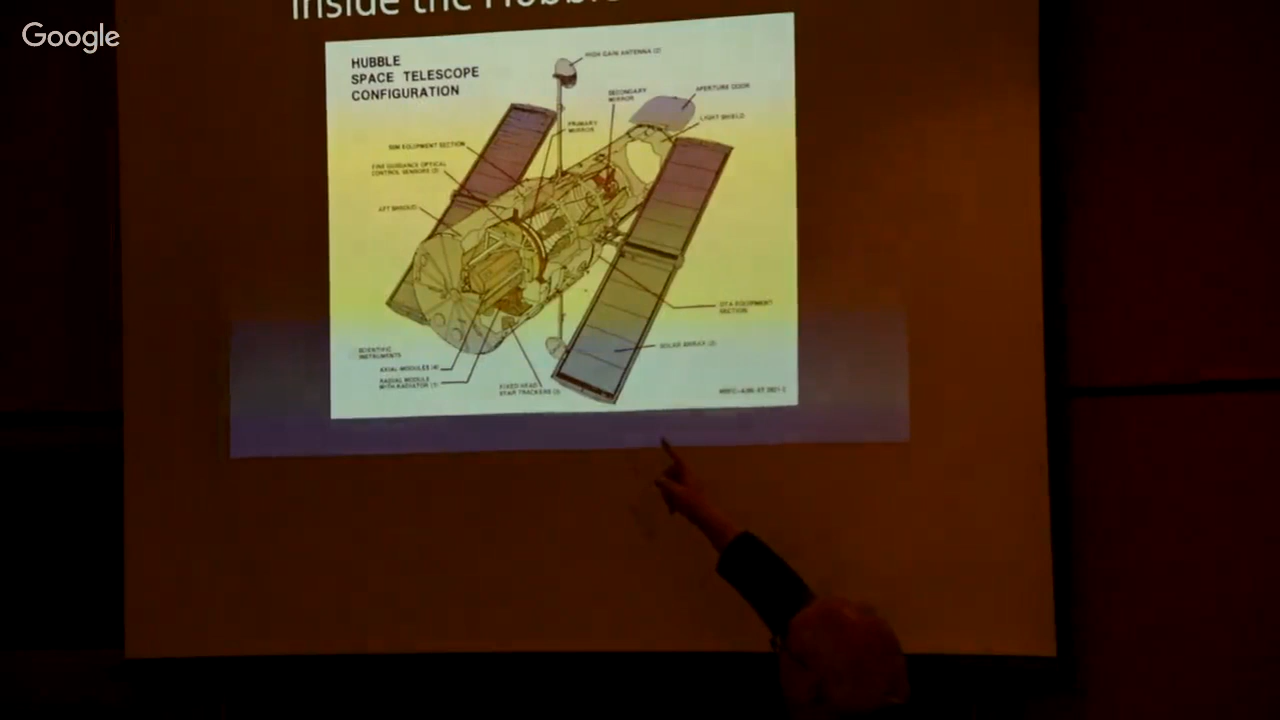 Google
Inside the Hubble
HUBBLE
SPACE TELESCOPE
CONFIGURATION
HIGH GAIN ANTENNA (2)
SECONDARY
MIRROR
APERTURE DOOR
PRIMARY
MIRROR
LIGHT SHIELD
SSM EQUIPMENT SECTION
FINE GUIDANCE OPTICAL
CONTROL SENSORS (3)
AFT SHROUD
OTA EQUIPMENT
SECTION
SOLAR ARRAY (2)
SCIENTIFIC
INSTRUMENTS
AXIAL MODULES (4)
RADIAL MODULE
WITH RADIATOR (1)
FIXED HEAD
STAR TRACKERS (3)